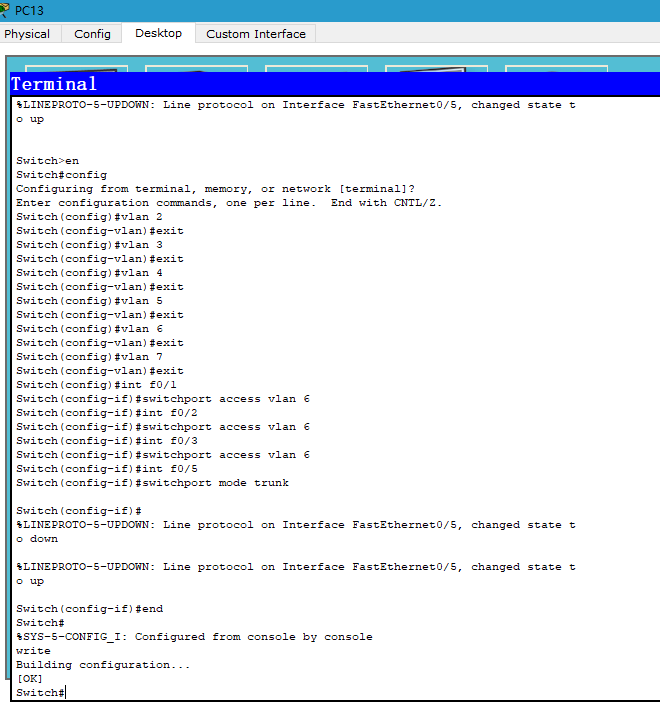 PC13
Physical Config Desktop Custom Interface
Terminal
%LINEPROTO-5-UPDOWN: Line protocol on Interface FastEthernet0/5, changed state t
o up
Switch>en
Switch#config
Configuring from terminal, memory, or network [terminal]?
Enter configuration commands, one per line.  End with CNTL/Z.
Switch(config)#vlan 2
Switch(config-vlan)#exit
Switch(config)#vlan 3
Switch(config-vlan)#exit
Switch(config)#vlan 4
Switch(config-vlan)#exit
Switch(config)#vlan 5
Switch(config-vlan)#exit
Switch(config)#vlan 6
Switch(config-vlan)#exit
Switch(config)#vlan 7
Switch(config-vlan)#exit
Switch(config)#int f0/1
Switch(config-if)#switchport access vlan 6
Switch(config-if)#int f0/2
Switch(config-if)#switchport access vlan 6
Switch(config-if)#int f0/3
Switch(config-if)#switchport access vlan 6
Switch(config-if)#int f0/5
Switch(config-if)#switchport mode trunk
Switch(config-if)#
%LINEPROTO-5-UPDOWN: Line protocol on Interface FastEthernet0/5, changed state t
o down
%LINEPROTO-5-UPDOWN: Line protocol on Interface FastEthernet0/5, changed state t
o up
Switch(config-if)#end
Switch#
%SYS-5-CONFIG_I: Configured from console by console
write
Building configuration...
[OK]
Switch#